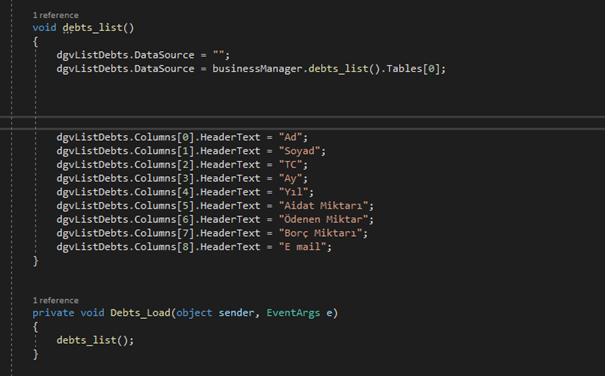 1 reference
void debts_list()
{
dgvListDebts.DataSource = "";
dgvListDebts.DataSource = businessManager.debts_list().Tables[0];
dgvListDebts.Columns[0].HeaderText = "Ad";
dgvListDebts.Columns[1].HeaderText = "Soyad";
dgvListDebts.Columns[2].HeaderText = "TC";
dgvListDebts.Columns[3].HeaderText = "Ay";
dgvListDebts.Columns[4].HeaderText = "Yıl";
dgvListDebts.Columns[5].HeaderText = "Aidat Miktarı";
dgvListDebts.Columns[6].HeaderText = "Ödenen Miktar";
dgvListDebts.Columns[7].HeaderText = "Borç Miktarı";
dgvListDebts.Columns[8].HeaderText = "E mail";
}
1 reference
private void Debts_Load(object sender, EventArgs e)
{
debts_list();
}